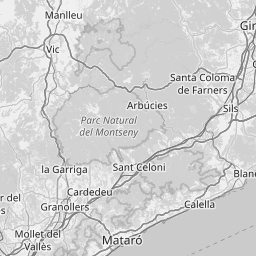 Manlleu
Vic
Santa Coloma
de Farners
Arbúcies
Sils
Parc Natural
del Montseny
la Garriga
Sant Celoni
Cardedeu
Granollers
Calella
Mollet del
Vallès
Mataró